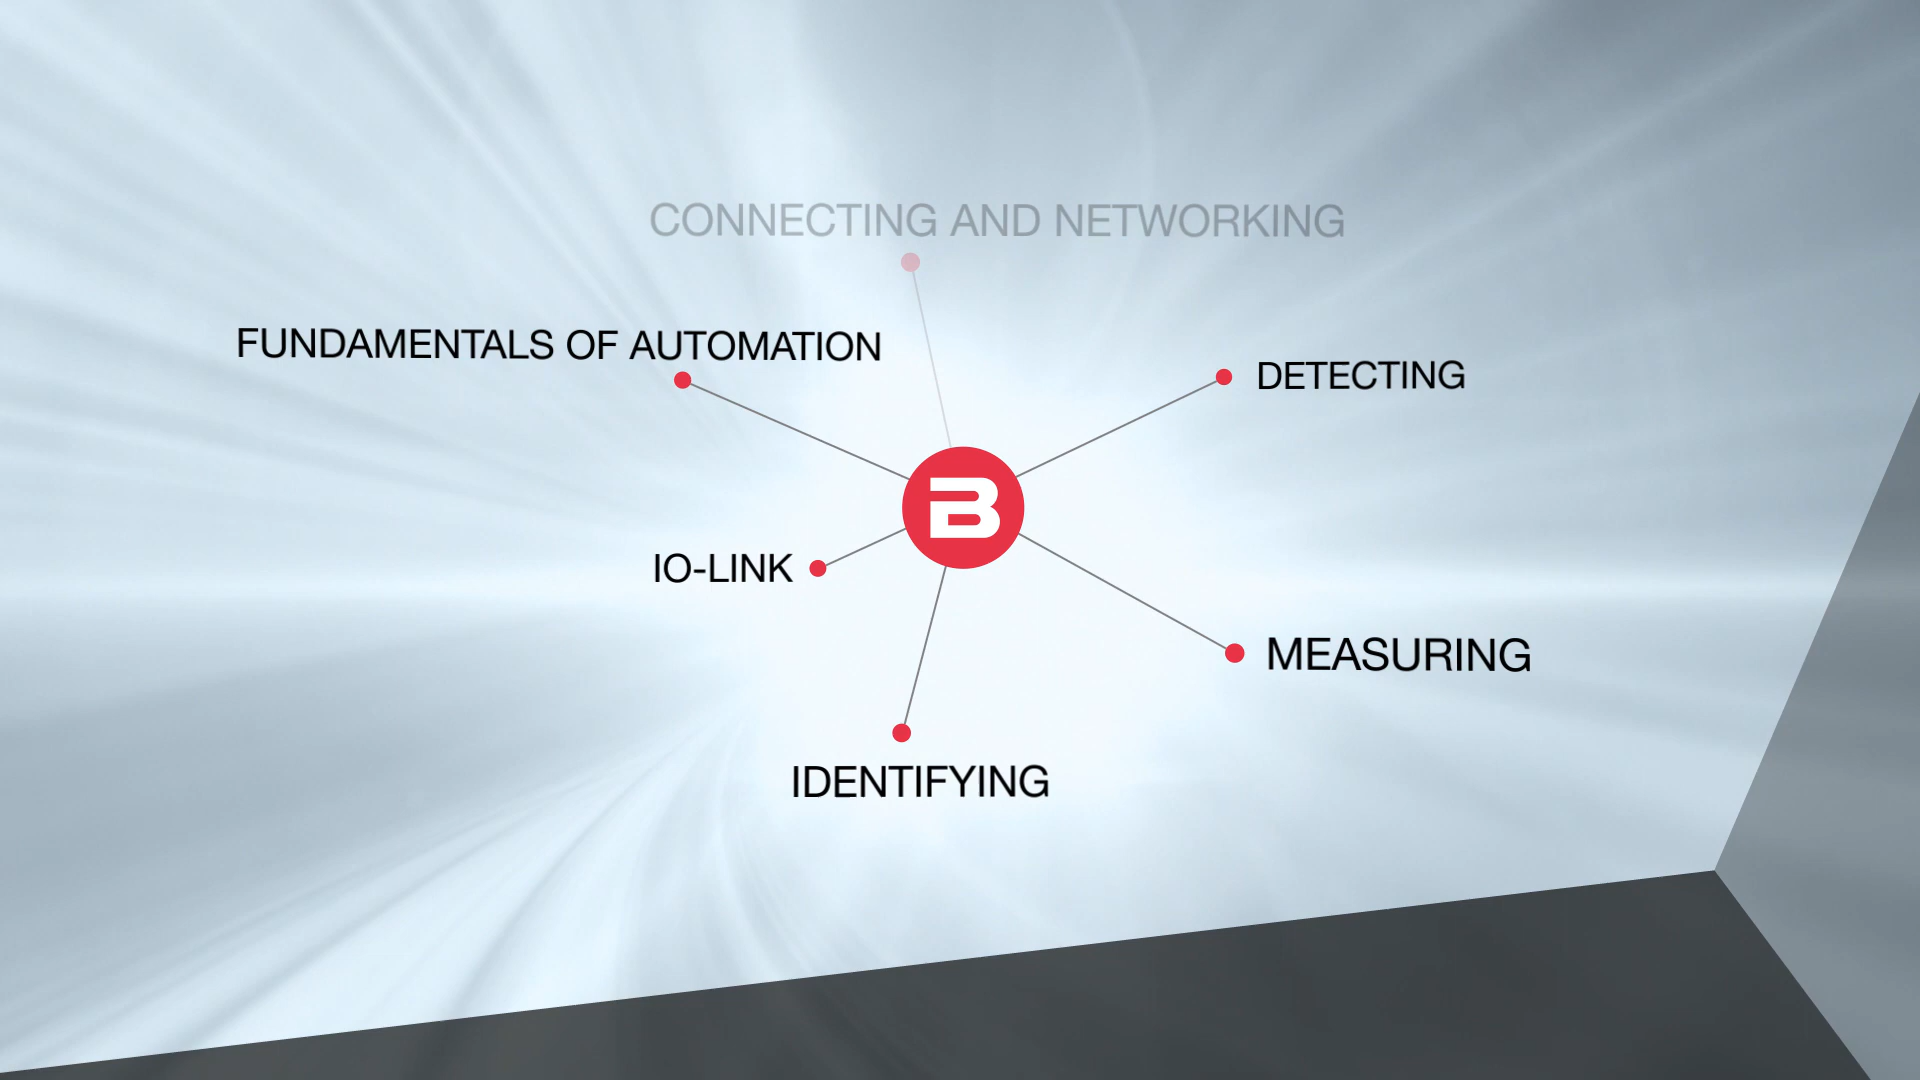 CONNECTING AND NETWORKING
FUNDAMENTALS OF AUTOMATION
DETECTING
B
IO-LINK
MEASURING
IDENTIFYING